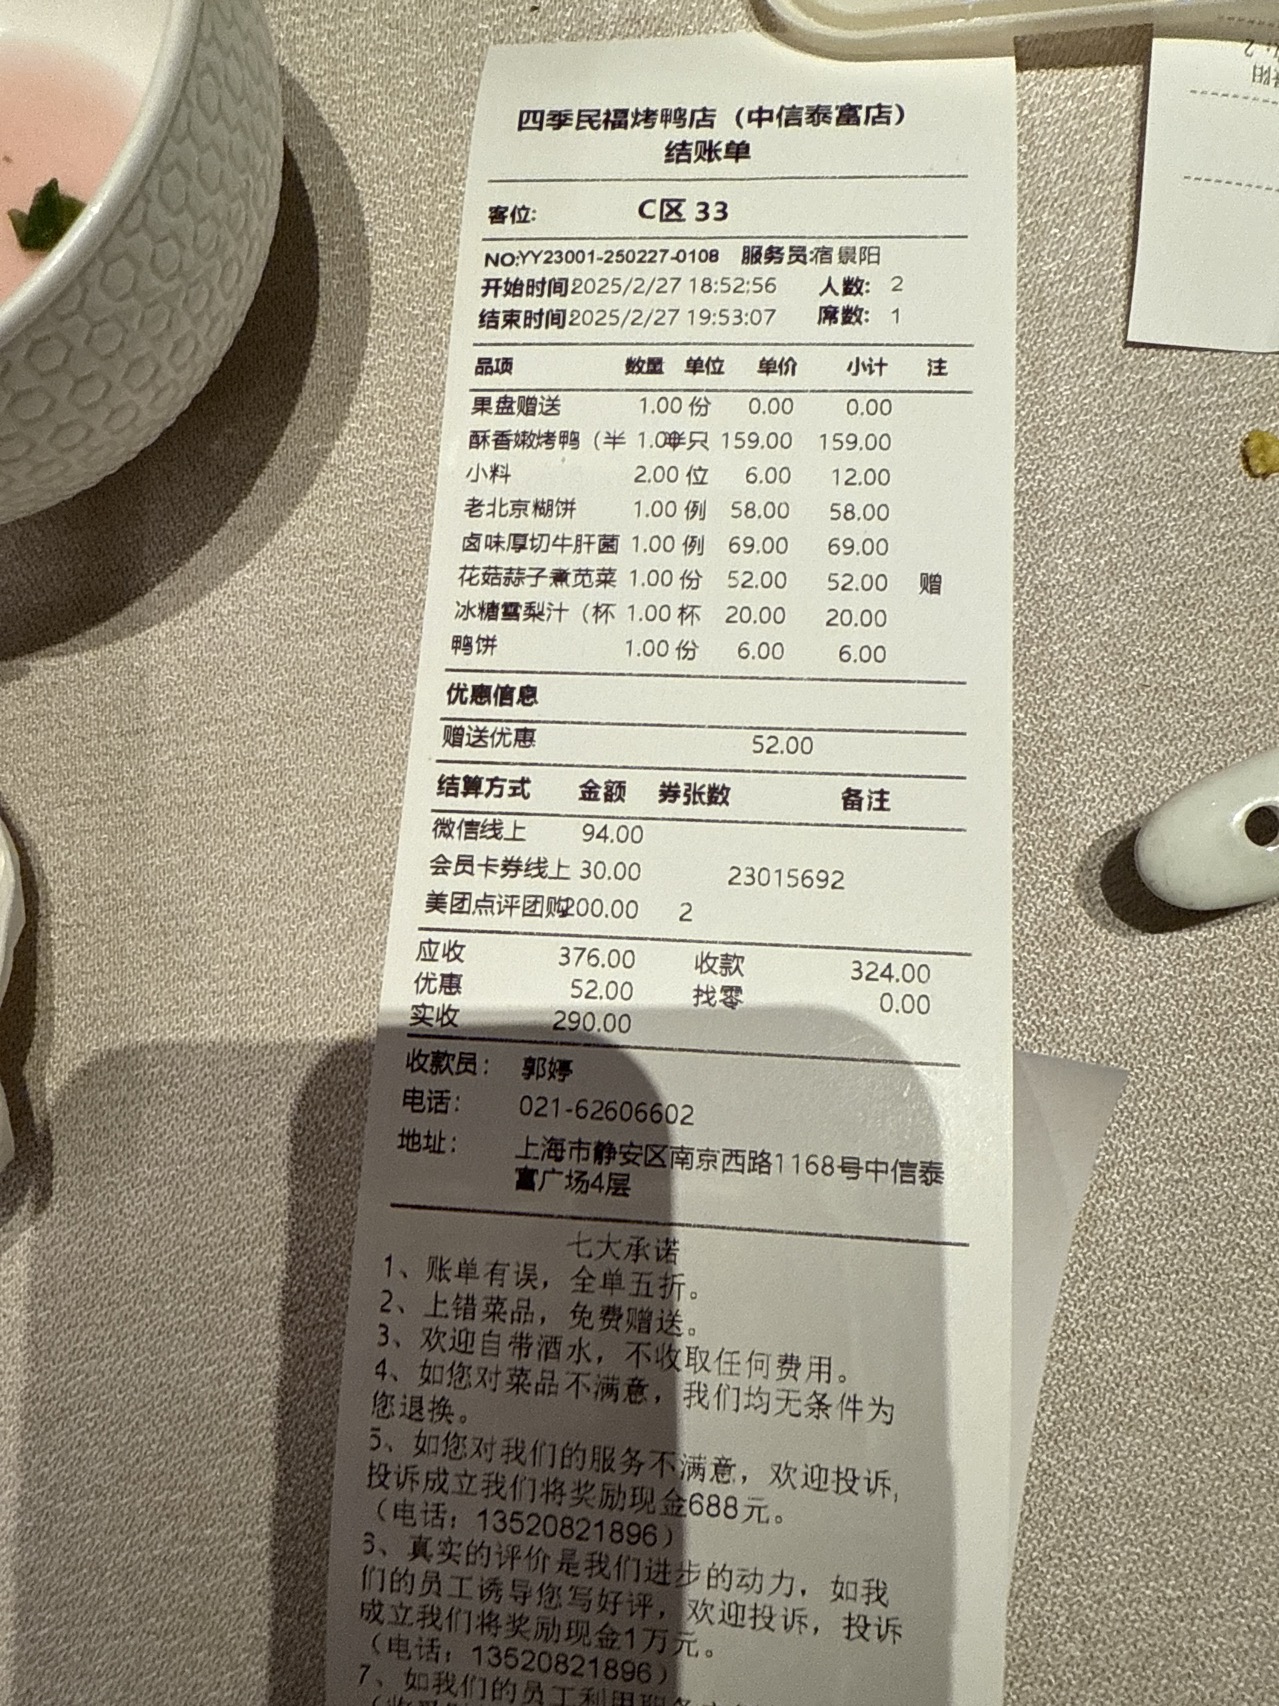 四季民福烤鸭店（中信泰富店）
结账单
客位: C区 33
NO:YY23001-250227-0108 服务员:宿景阳
开始时间2025/2/27 18:52:56 人数: 2
结束时间2025/2/27 19:53:07 席数: 1
品项 数量 单位 单价 小计 注
果盘赠送 1.00 份 0.00 0.00
酥香嫩烤鸭（半 1.00 半只 159.00 159.00
小料 2.00 位 6.00 12.00
老北京糊饼 1.00 例 58.00 58.00
卤味厚切牛肝菌 1.00 例 69.00 69.00
花菇蒜子煮苋菜 1.00 份 52.00 52.00 赠
冰糖雪梨汁（杯 1.00 杯 20.00 20.00
鸭饼 1.00 份 6.00 6.00
优惠信息
赠送优惠 52.00
结算方式 金额 券张数 备注
微信线上 94.00
会员卡券线上 30.00 23015692
美团点评团购200.00 2
应收 376.00 收款 324.00
优惠 52.00 找零 0.00
实收 290.00
收款员: 郭婷
电话: 021-62606602
地址: 上海市静安区南京西路1168号中信泰
富广场4层
七大承诺
1、账单有误，全单五折。
2、上错菜品，免费赠送。
3、欢迎自带酒水，不收取任何费用。
4、如您对菜品不满意，我们均无条件为
您退换。
5、如您对我们的服务不满意，欢迎投诉，
投诉成立我们将奖励现金688元。
（电话：13520821896）
6、真实的评价是我们进步的动力，如我
们的员工诱导您写好评，欢迎投诉，投诉
成立我们将奖励现金1万元。
（电话：13520821896）
7、如我们的员工利用职务